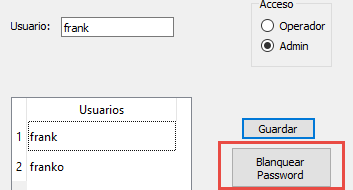 Acceso
Usuario: frank
Operador
Admin
Usuarios
1 frank
2 franko
Guardar
Blanquear
Password